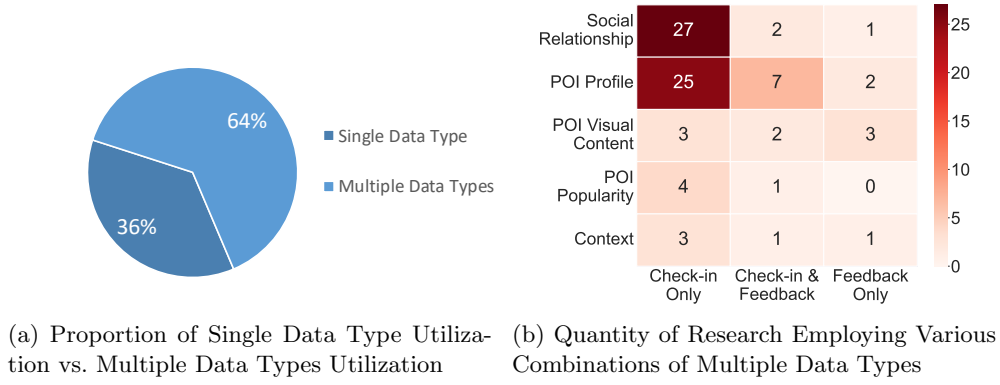 64%
36%
Single Data Type
Multiple Data Types
(a) Proportion of Single Data Type Utiliza-
tion vs. Multiple Data Types Utilization
Social
Relationship
27 2 1
POI Profile
25 7 2
POI Visual
Content
3 2 3
POI
Popularity
4 1 0
Context
3 1 1
Check-in
Only
Check-in &
Feedback
Feedback
Only
25
20
15
10
5
0
(b) Quantity of Research Employing Various
Combinations of Multiple Data Types